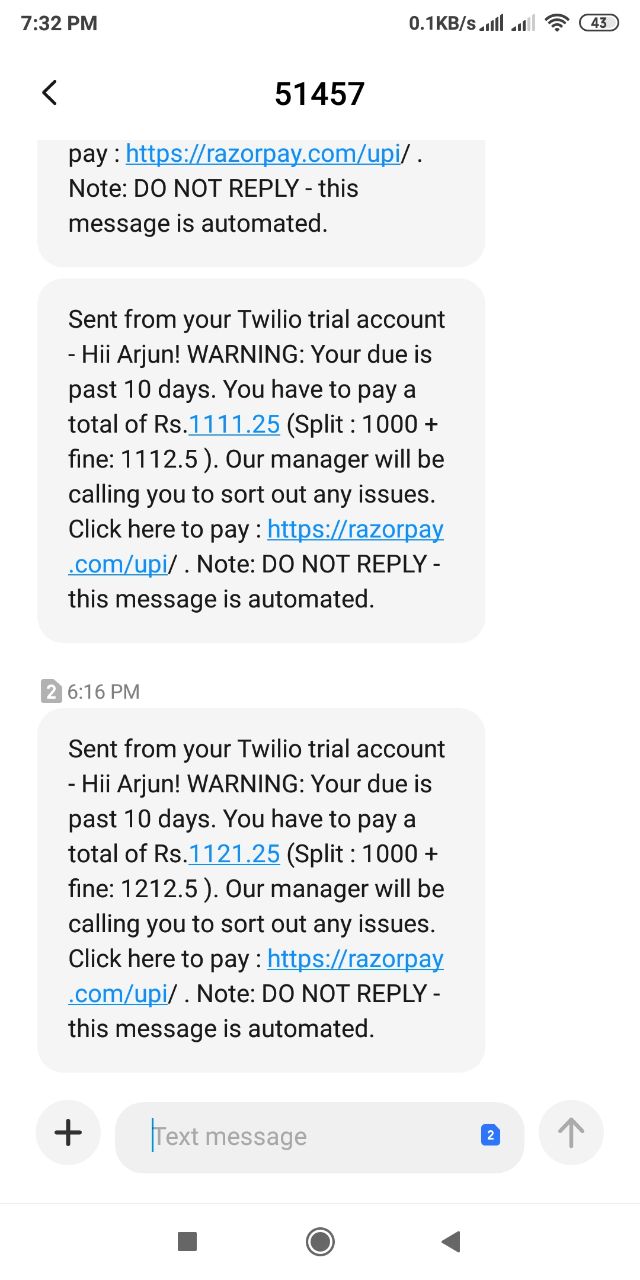 7:32 PM
0.1KB/s
43
51457
pay : https://razorpay.com/upi/ .
Note: DO NOT REPLY - this
message is automated.
Sent from your Twilio trial account
- Hii Arjun! WARNING: Your due is
past 10 days. You have to pay a
total of Rs.1111.25 (Split : 1000 +
fine: 1112.5 ). Our manager will be
calling you to sort out any issues.
Click here to pay : https://razorpay
.com/upi/ . Note: DO NOT REPLY -
this message is automated.
2 6:16 PM
Sent from your Twilio trial account
- Hii Arjun! WARNING: Your due is
past 10 days. You have to pay a
total of Rs.1121.25 (Split : 1000 +
fine: 1212.5 ). Our manager will be
calling you to sort out any issues.
Click here to pay : https://razorpay
.com/upi/ . Note: DO NOT REPLY -
this message is automated.
Text message
2